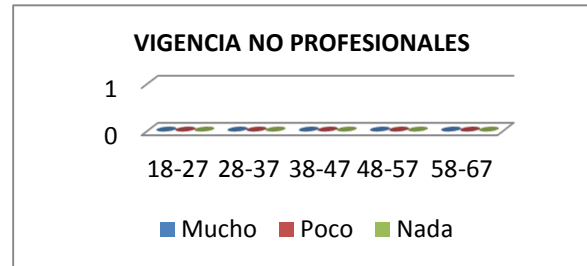 VIGENCIA NO PROFESIONALES
1
0
18-27 28-37 38-47 48-57 58-67
Mucho Poco Nada